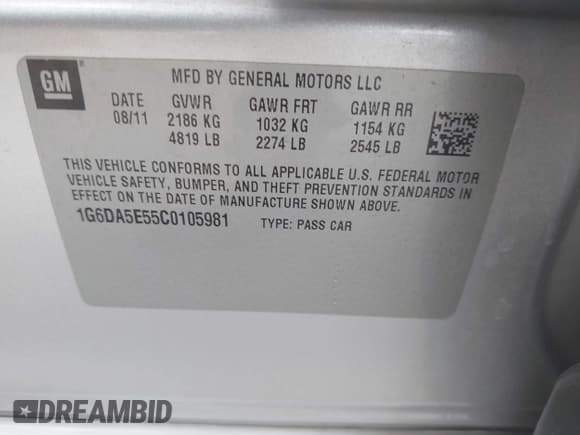 GM
MFD BY GENERAL MOTORS LLC
DATE GVWR GAWR FRT GAWR RR
08/11 2186 KG 1032 KG 1154 KG
4819 LB 2274 LB 2545 LB
THIS VEHICLE CONFORMS TO ALL APPLICABLE U.S. FEDERAL MOTOR
VEHICLE SAFETY, BUMPER, AND THEFT PREVENTION STANDARDS IN
EFFECT ON THE DATE OF MANUFACTURE SHOWN ABOVE.
1G6DA5E55C0105981 TYPE: PASS CAR
DREAMBID